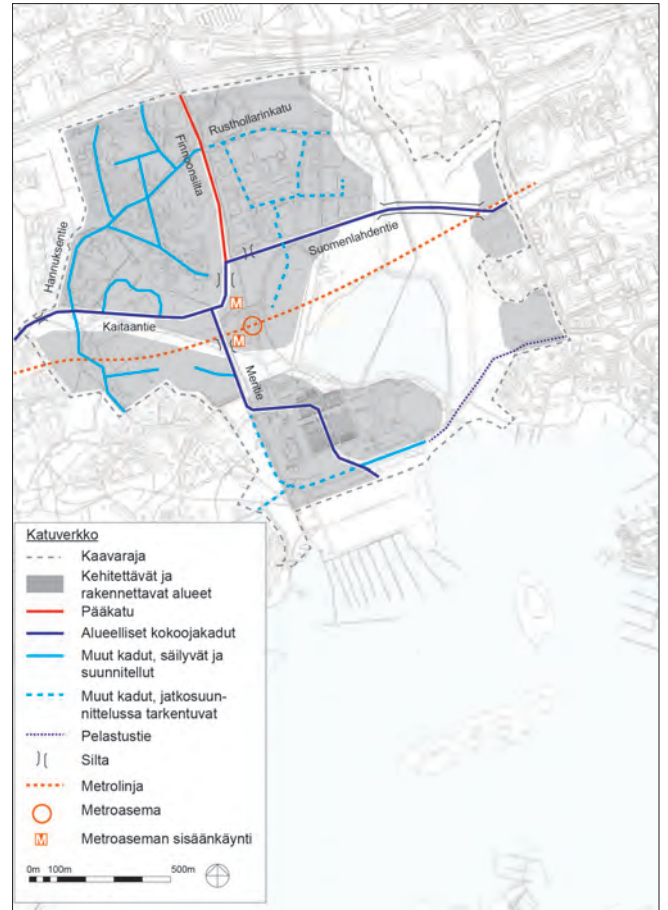 Rusthollarinkatu
Finnoonsilta
Suomenlahdentie
Hannuksentie
M
Kaitaantie
M
Meritie
Katuverkko
Kaavaraja
Kehitettävät ja
rakennettavat alueet
Pääkatu
Alueelliset kokoojakadut
Muut kadut, säilyvät ja
suunnitellut
Muut kadut, jatkosuun-
nittelussa tarkentuvat
Pelastustie
Silta
Metrolinja
Metroasema
M Metroaseman sisäänkäynti
0m 100m 500m